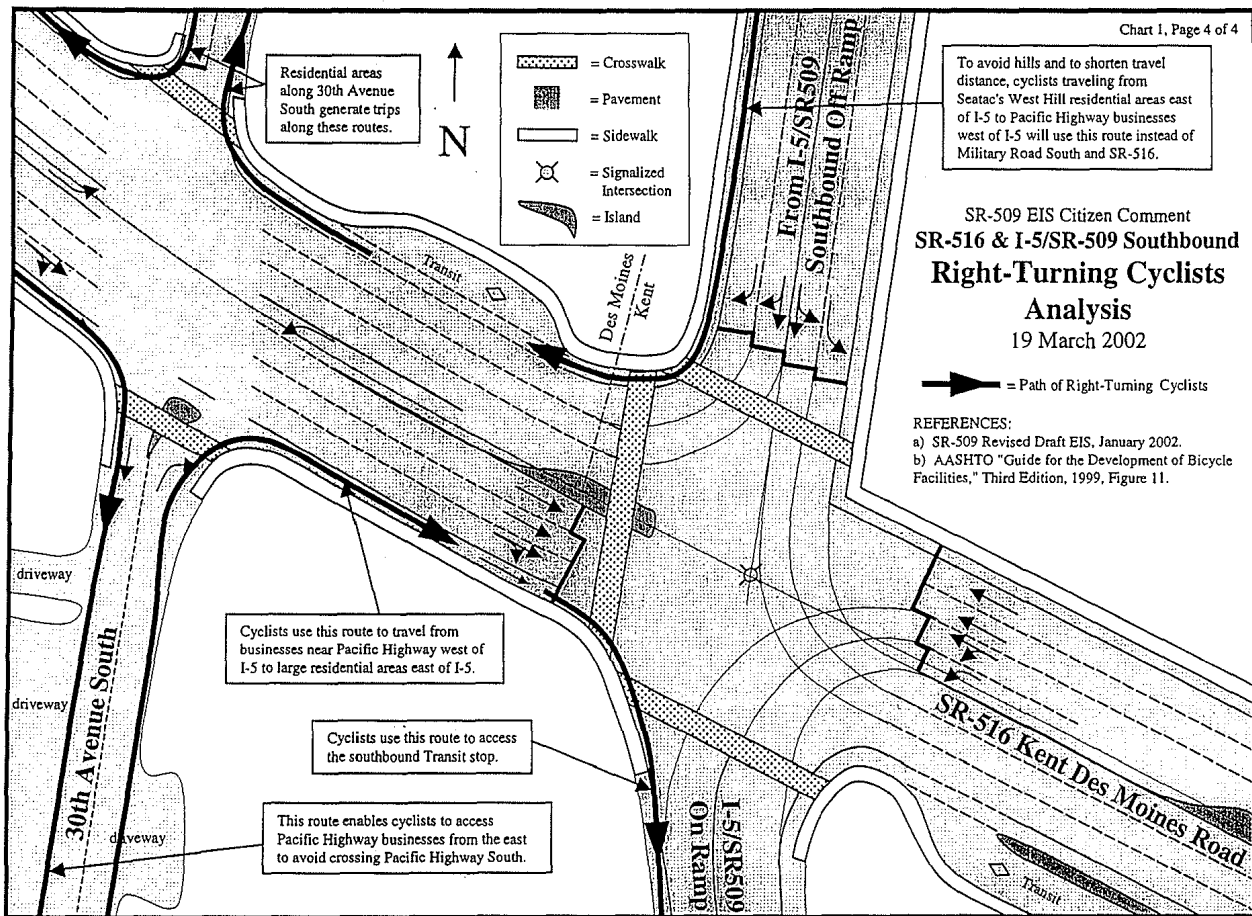 Chart 1, Page 4 of 4
Residential areas
along 30th Avenue
South generate trips
along these routes.
N
= Crosswalk
= Pavement
= Sidewalk
= Signalized
Intersection
= Island
To avoid hills and to shorten travel
distance, cyclists traveling from
Seatac's West Hill residential areas east
of I-5 to Pacific Highway businesses
west of I-5 will use this route instead of
Military Road South and SR-516.
From I-5/SR509
Southbound Off Ramp
SR-509 EIS Citizen Comment
SR-516 & I-5/SR-509 Southbound
Right-Turning Cyclists
Analysis
19 March 2002
= Path of Right-Turning Cyclists
REFERENCES:
a) SR-509 Revised Draft EIS, January 2002.
b) AASHTO "Guide for the Development of Bicycle
Facilities," Third Edition, 1999, Figure 11.
Transit
Des Moines
Kent
driveway
Cyclists use this route to travel from
businesses near Pacific Highway west of
I-5 to large residential areas east of I-5.
driveway
30th Avenue South
Cyclists use this route to access
the southbound Transit stop.
This route enables cyclists to access
Pacific Highway businesses from the east
to avoid crossing Pacific Highway South.
driveway
I-5/SR509
On Ramp
SR-516 Kent Des Moines Road
Transit